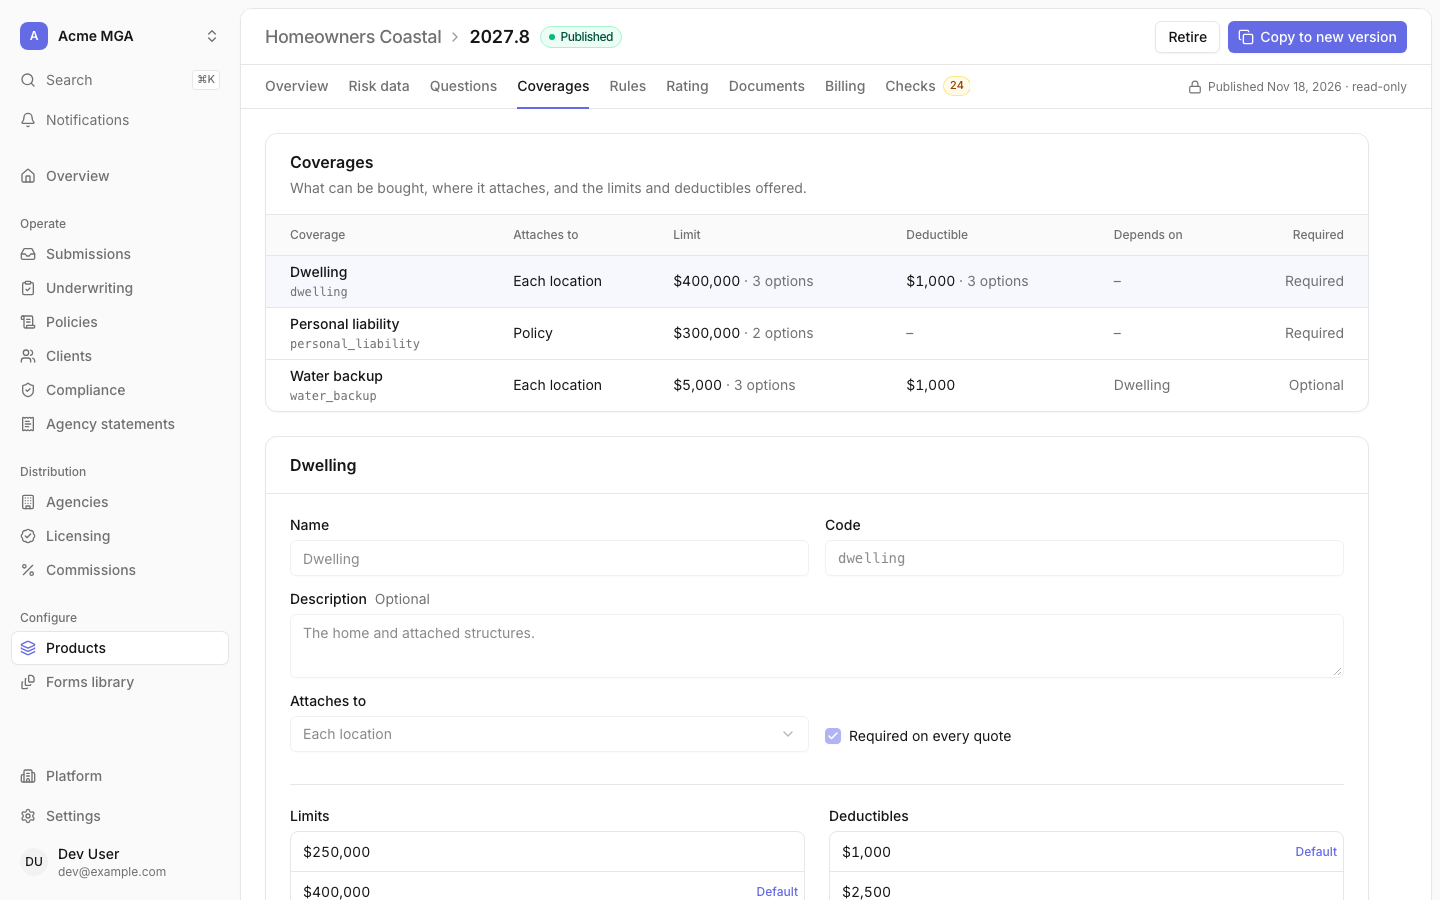 A
Acme MGA
Search
⌘K
Notifications
Overview
Operate
Submissions
Underwriting
Policies
Clients
Compliance
Agency statements
Distribution
Agencies
Licensing
Commissions
Configure
Products
Forms library
Platform
Settings
DU
Dev User
dev@example.com
Homeowners Coastal > 2027.8 Published
Retire
Copy to new version
Overview Risk data Questions Coverages Rules Rating Documents Billing Checks 24
Published Nov 18, 2026 · read-only
Coverages
What can be bought, where it attaches, and the limits and deductibles offered.
Coverage Attaches to Limit Deductible Depends on Required
Dwelling
dwelling
Each location $400,000 · 3 options $1,000 · 3 options – Required
Personal liability
personal_liability
Policy $300,000 · 2 options – – Required
Water backup
water_backup
Each location $5,000 · 3 options $1,000 Dwelling Optional
Dwelling
Name
Dwelling
Code
dwelling
Description Optional
The home and attached structures.
Attaches to
Each location
Required on every quote
Limits
$250,000
$400,000 Default
Deductibles
$1,000 Default
$2,500